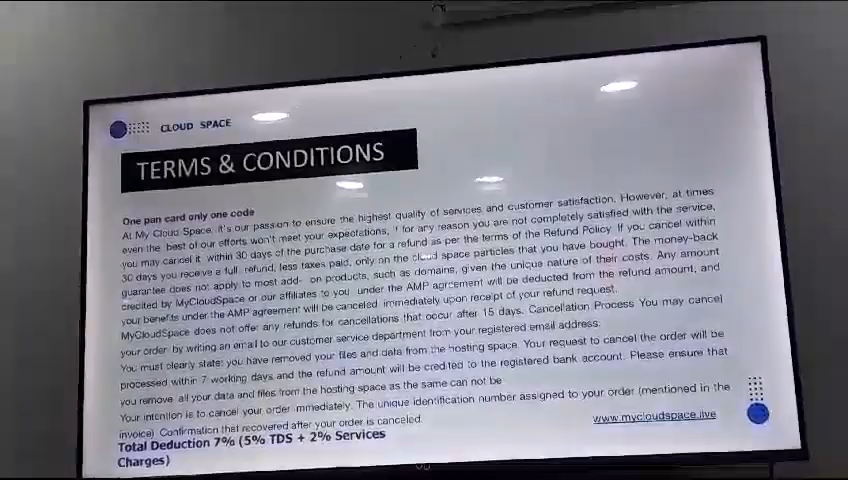 CLOUD SPACE
TERMS & CONDITIONS
One pan card only one code
At My Cloud Space, it's our passion to ensure the highest quality of services and customer satisfaction. However, at times
even the best of our efforts won't meet your expectations, If for any reason you are not completely satisfied with the service,
you may cancel it within 30 days of the purchase date for a refund as per the terms of the Refund Policy. If you cancel within
30 days you receive a full refund, less taxes paid, only on the cloud space particles that you have bought. The money-back
guarantee does not apply to most add- on products, such as domains, given the unique nature of their costs. Any amount
credited by MyCloudSpace or our affiliates to you under the AMP agreement will be deducted from the refund amount, and
your benefits under the AMP agreement will be canceled immediately upon receipt of your refund request.
MyCloudSpace does not offer any refunds for cancellations that occur after 15 days. Cancellation Process You may cancel
your order by writing an email to our customer service department from your registered email address.
You must clearly state: you have removed your files and data from the hosting space. Your request to cancel the order will be
processed within 7 working days and the refund amount will be credited to the registered bank account. Please ensure that
you remove all your data and files from the hosting space as the same can not be
Your intention is to cancel your order immediately. The unique identification number assigned to your order (mentioned in the
invoice) Confirmation that recovered after your order is canceled
www.mycloudspace.live
Total Deduction 7% (5% TDS + 2% Services
Charges)